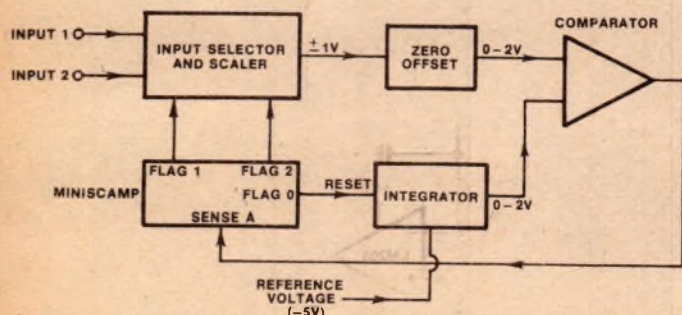 COMPARATOR
INPUT 1
INPUT 2
INPUT SELECTOR
AND SCALER
±1V
ZERO
OFFSET
0-2V
MINISCAMP
FLAG 1
FLAG 2
FLAG 0
SENSE A
RESET
INTEGRATOR
0-2V
REFERENCE
VOLTAGE
(-5V)